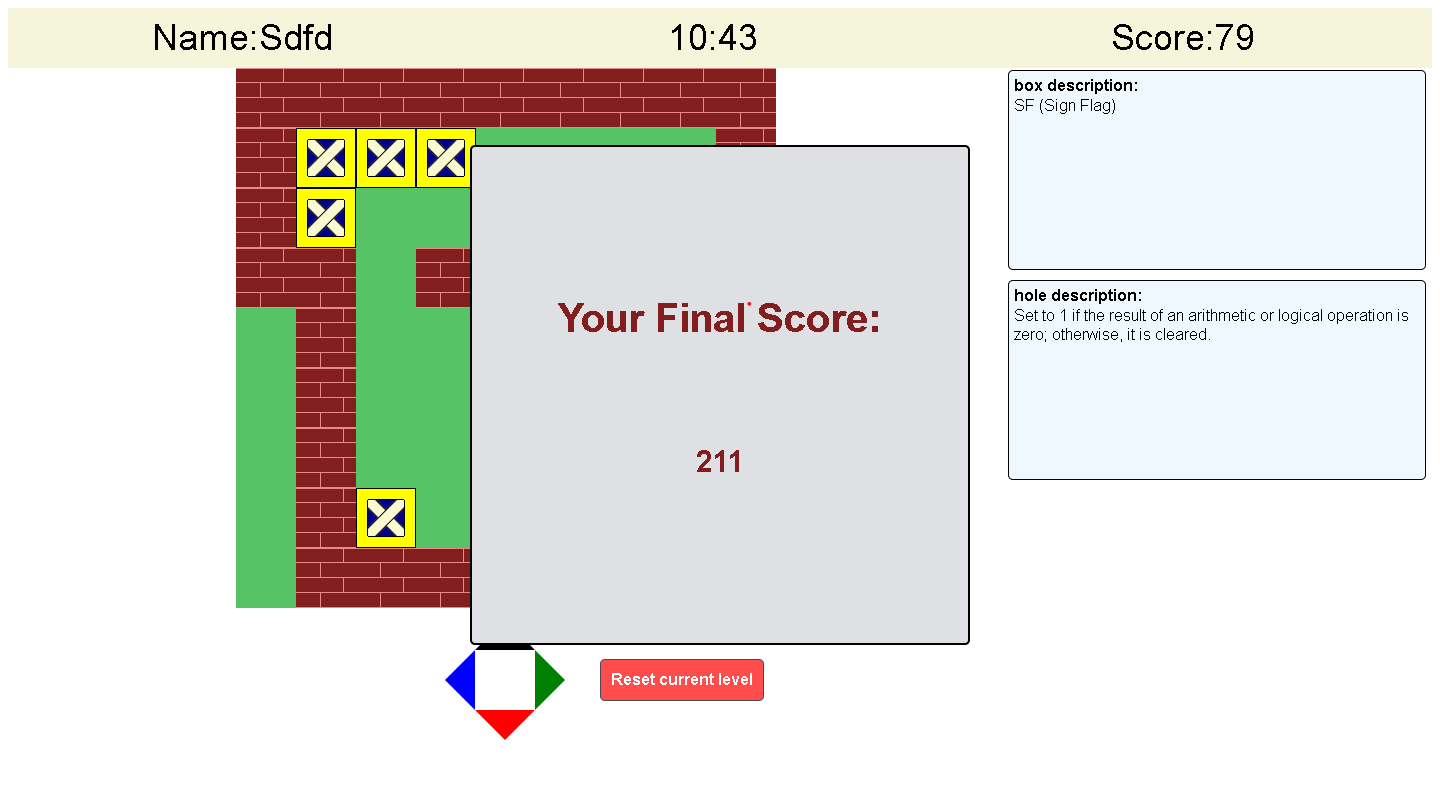 Name:Sdfd
10:43
Score:79
box description:
SF (Sign Flag)
hole description:
Set to 1 if the result of an arithmetic or logical operation is
zero; otherwise, it is cleared.
Your Final Score:
211
Reset current level